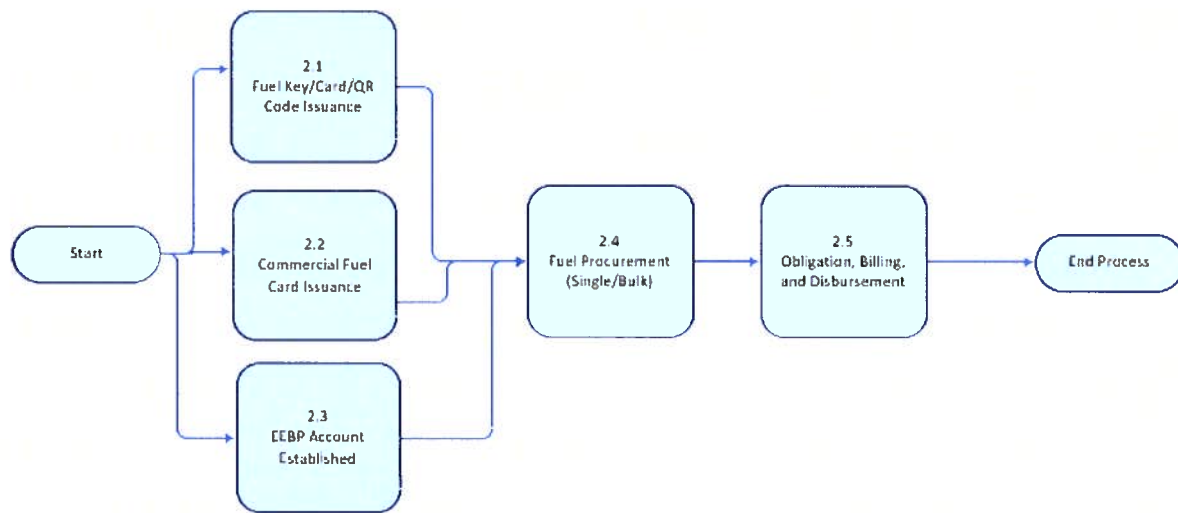 Start
2.1
Fuel Key/Card/QR
Code Issuance
2.2
Commercial Fuel
Card Issuance
2.3
EEBP Account
Established
2.4
Fuel Procurement
(Single/Bulk)
2.5
Obligation, Billing,
and Disbursement
End Process